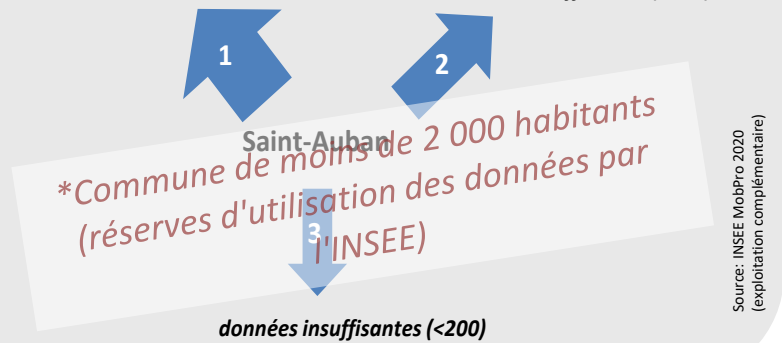 1
2
Saint-Auban
*Commune de moins de 2 000 habitants
(réserves d'utilisation des données par
l'INSEE)
3
données insuffisantes (<200)
Source: INSEE MobPro 2020
(exploitation complémentaire)